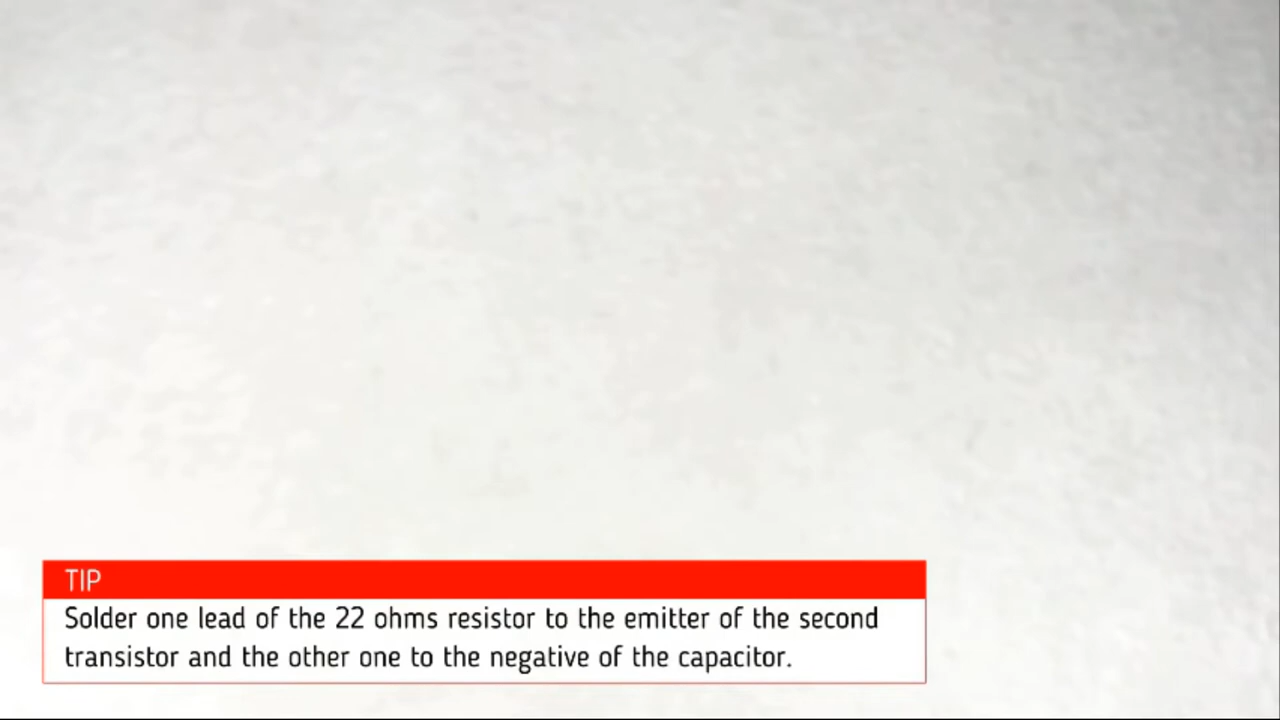 TIP
Solder one lead of the 22 ohms resistor to the emitter of the second
transistor and the other one to the negative of the capacitor.